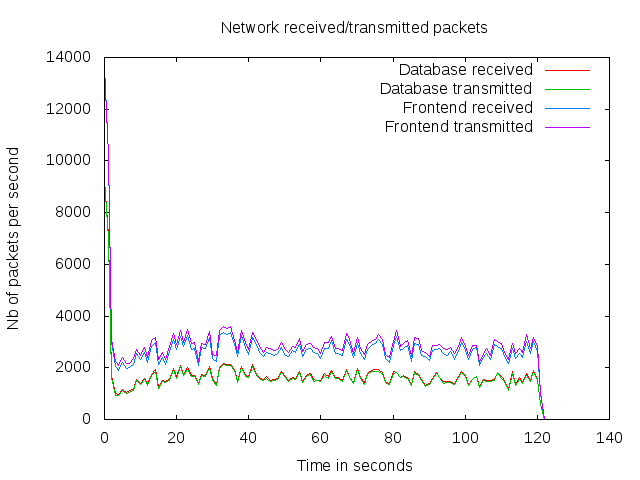 Network received/transmitted packets
Nb of packets per second
14000
12000
10000
8000
6000
4000
2000
0
Database received
Database transmitted
Frontend received
Frontend transmitted
0 20 40 60 80 100 120 140
Time in seconds